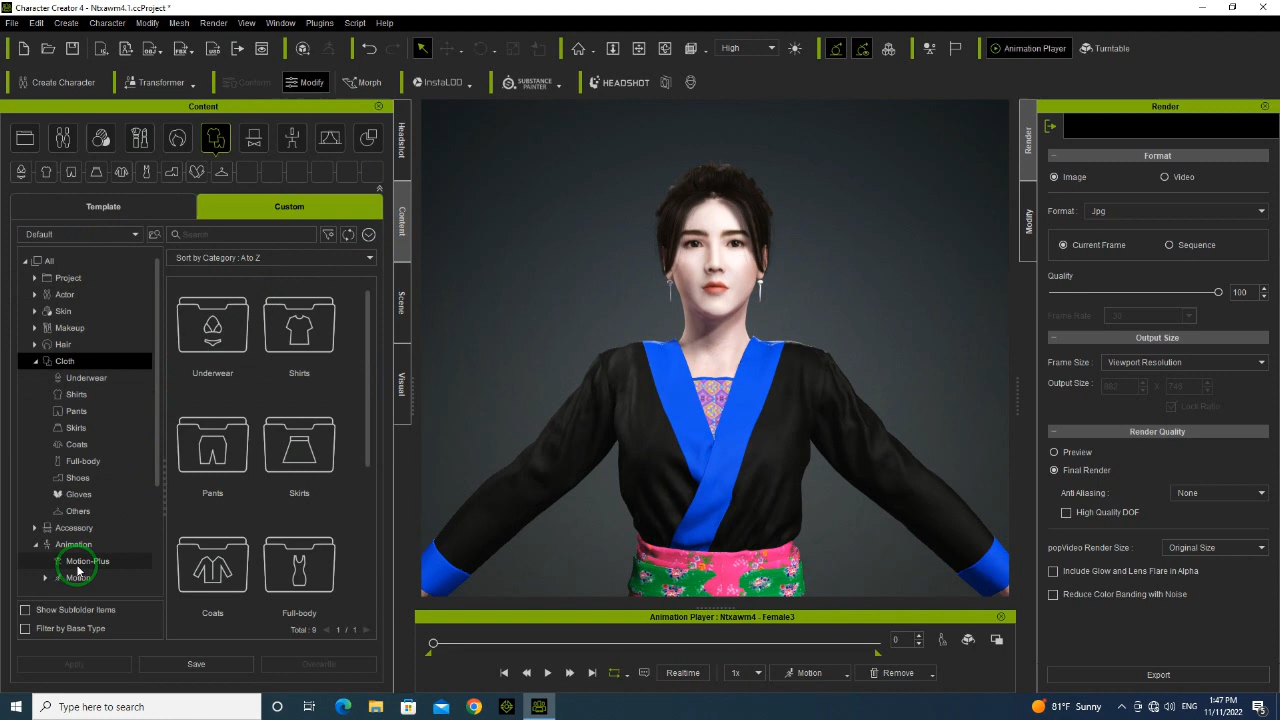 Character Creator 4 - Ntxawm4.1.ccProject *
File Edit Create Character Modify Mesh Render View Window Plugins Script Help
High Animation Player Turntable
Create Character Transformer Conform Modify Morph InstaLOD SUBSTANCE PAINTER HEADSHOT
Content
Template Custom
Default Search
Sort by Category : A to Z
All
Project
Actor
Skin
Makeup
Hair
Cloth
Underwear
Shirts
Pants
Skirts
Coats
Full-body
Shoes
Gloves
Others
Accessory
Animation
Motion-Plus
Motion
Underwear Shirts
Pants Skirts
Coats Full-body
Show Subfolder Items
Filter by Base Type
Total : 9 1 / 1
Apply Save Overwrite
Headshot
Content
Scene
Visual
Animation Player : Ntxawm4 - Female3
0
Realtime 1x Motion Remove
Render
Modify
Render
Format
Image Video
Format : Jpg
Current Frame Sequence
Quality
100
Frame Rate : 30
Output Size
Frame Size : Viewport Resolution
Output Size : 862 X 740
Lock Ratio
Render Quality
Preview
Final Render
Anti Aliasing : None
High Quality DOF
popVideo Render Size : Original Size
Include Glow and Lens Flare in Alpha
Reduce Color Banding with Noise
Export
Type here to search
81°F Sunny
1:47 PM
11/11/2022
5